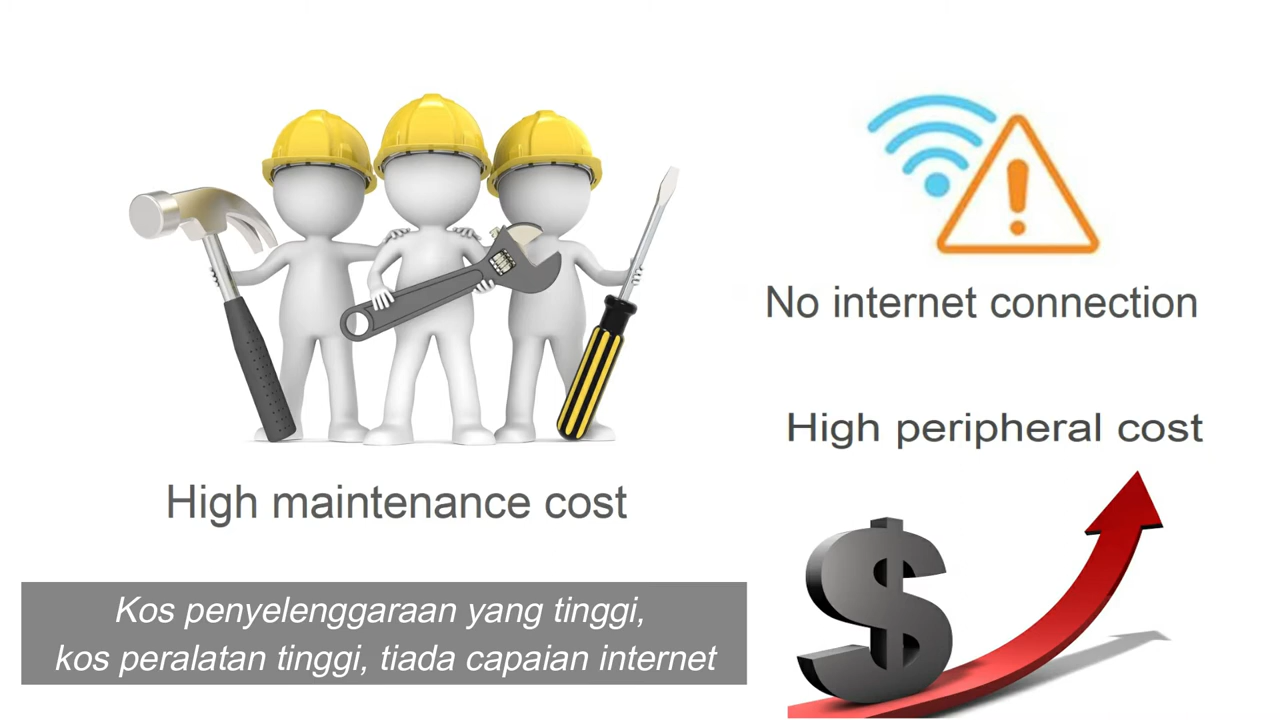 No internet connection
High peripheral cost
High maintenance cost
Kos penyelenggaraan yang tinggi,
kos peralatan tinggi, tiada capaian internet